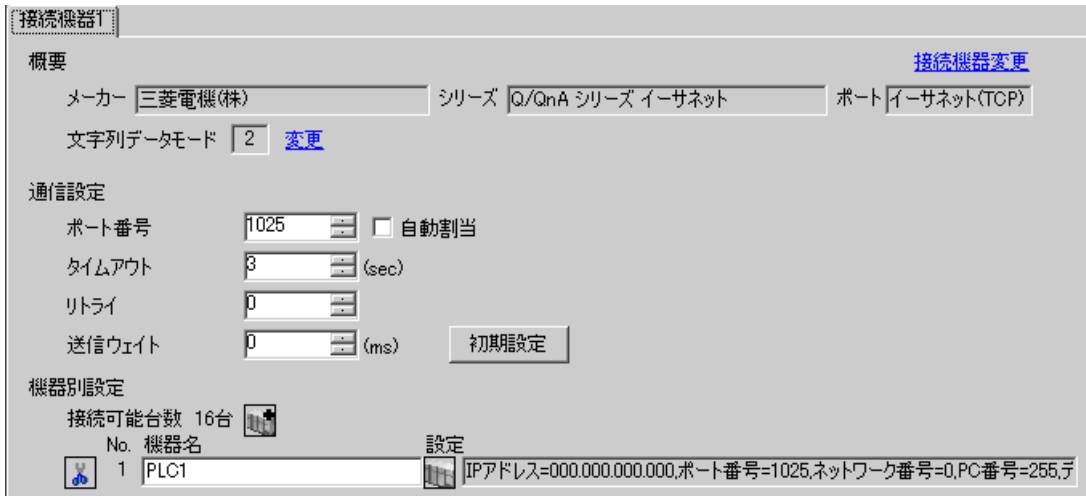 接続機器1
概要 接続機器変更
メーカー 三菱電機(株) シリーズ Q/QnA シリーズ イーサネット ポート イーサネット(TCP)
文字列データモード 2 変更
通信設定
ポート番号 1025 自動割当
タイムアウト 3 (sec)
リトライ 0
送信ウェイト 0 (ms) 初期設定
機器別設定
接続可能台数 16台
No. 機器名 設定
1 PLC1 IPアドレス=000.000.000.000,ポート番号=1025,ネットワーク番号=0,PC番号=255,デ